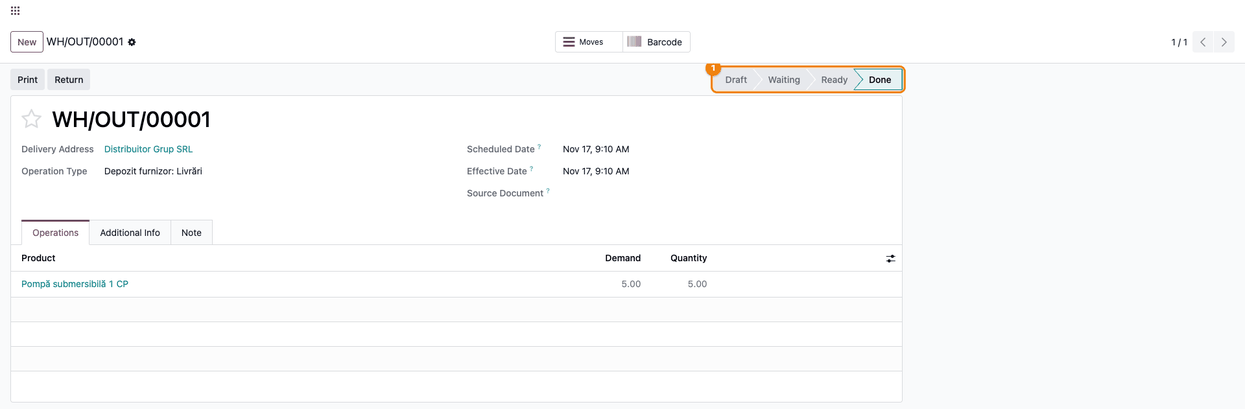 New WH/OUT/00001 Moves Barcode 1 / 1
Print Return Draft Waiting Ready Done
1
WH/OUT/00001
Delivery Address Distribuitor Grup SRL Scheduled Date ? Nov 17, 9:10 AM
Operation Type Depozit furnizor: Livrări Effective Date ? Nov 17, 9:10 AM
Source Document ?
Operations Additional Info Note
Product Demand Quantity
Pompă submersibilă 1 CP 5.00 5.00